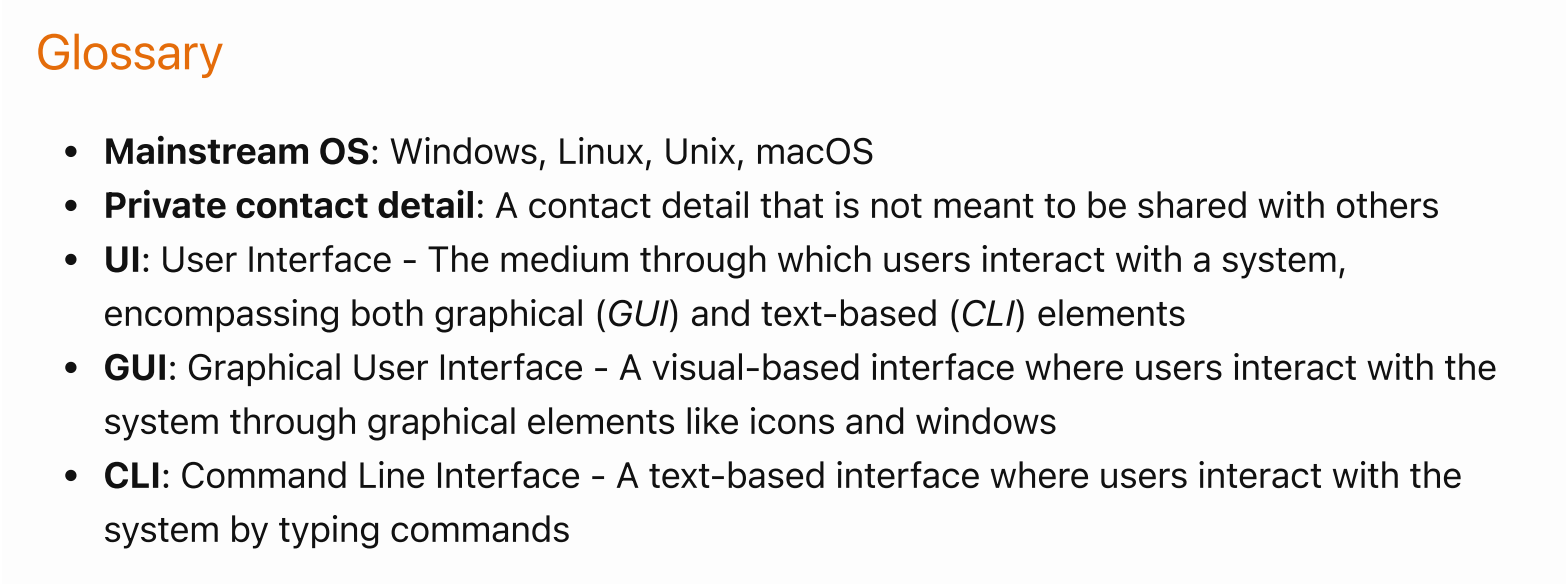 Glossary
• Mainstream OS: Windows, Linux, Unix, macOS
• Private contact detail: A contact detail that is not meant to be shared with others
• UI: User Interface - The medium through which users interact with a system,
encompassing both graphical (GUI) and text-based (CLI) elements
• GUI: Graphical User Interface - A visual-based interface where users interact with the
system through graphical elements like icons and windows
• CLI: Command Line Interface - A text-based interface where users interact with the
system by typing commands